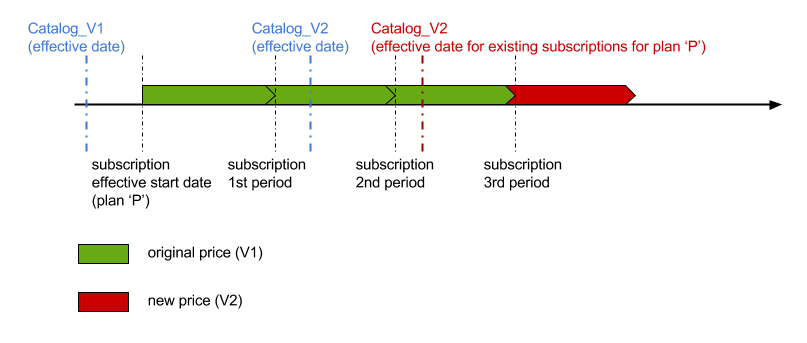 Catalog_V1
(effective date)
Catalog_V2
(effective date)
Catalog_V2
(effective date for existing subscriptions for plan ‘P’)
subscription
effective start date
(plan ‘P’)
subscription
1st period
subscription
2nd period
subscription
3rd period
original price (V1)
new price (V2)